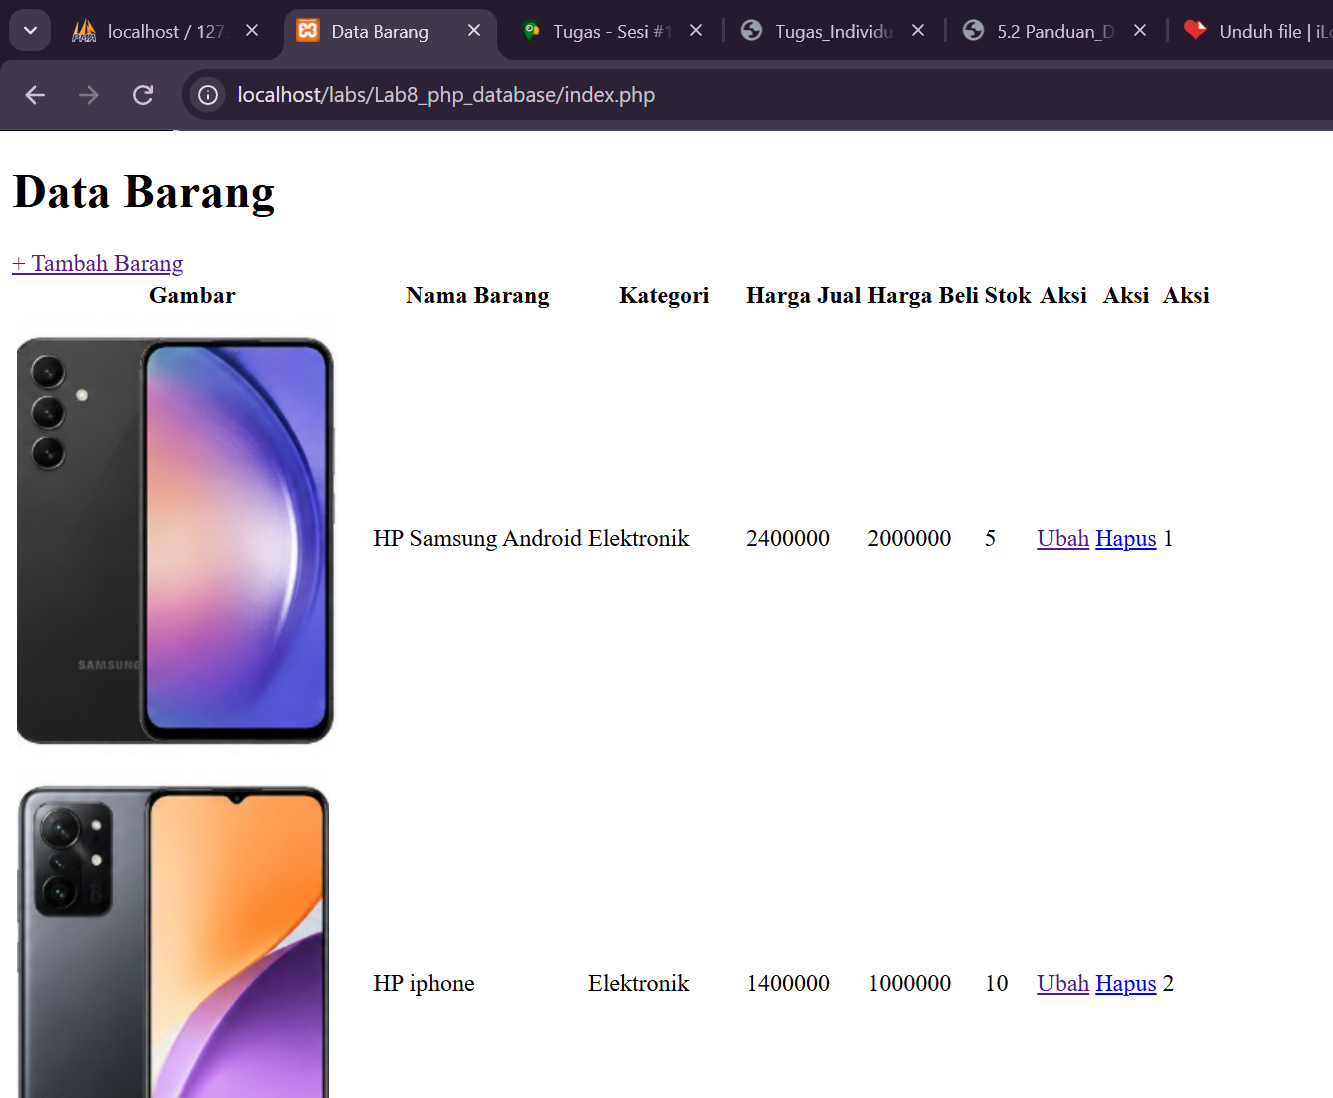 localhost / 127
Data Barang
Tugas - Sesi #1
Tugas_Individu
5.2 Panduan_D
Unduh file | iL
localhost/labs/Lab8_php_database/index.php
Data Barang
+ Tambah Barang
Gambar Nama Barang Kategori Harga Jual Harga Beli Stok Aksi Aksi Aksi
SAMSUNG
HP Samsung Android Elektronik 2400000 2000000 5 Ubah Hapus 1
HP iphone Elektronik 1400000 1000000 10 Ubah Hapus 2